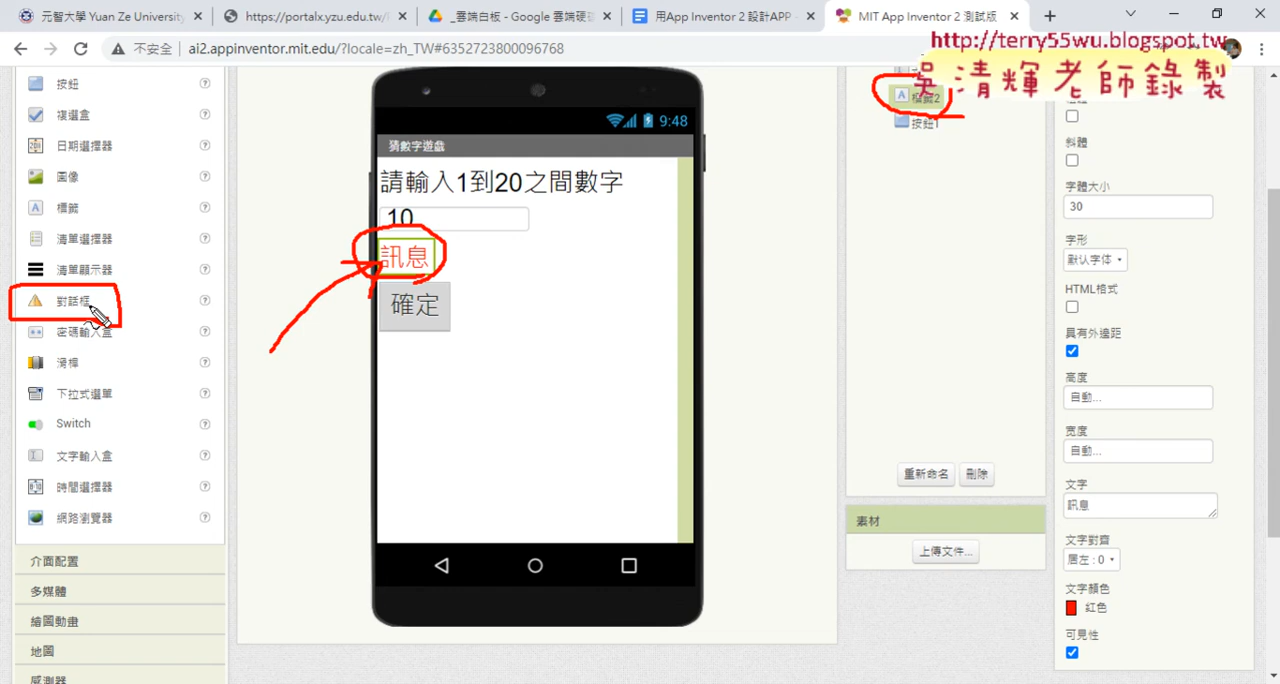 元智大學 Yuan Ze University
https://portalx.yzu.edu.tw/
_雲端白板 - Google 雲端硬
用App Inventor 2 設計APP -
MIT App Inventor 2 測試版
不安全
ai2.appinventor.mit.edu/?locale=zh_TW#6352723800096768
http://terry55wu.blogspot.tw
吳清輝老師錄製
按鈕
複選盒
日期選擇器
圖像
標籤
清單選擇器
清單顯示器
對話框
密碼輸入盒
滑桿
下拉式選單
Switch
文字輸入盒
時間選擇器
網路瀏覽器
介面配置
多媒體
繪圖動畫
地圖
感測器
9:48
猜數字遊戲
請輸入1到20之間數字
10
訊息
確定
標籤2
按鈕1
重新命名
刪除
素材
上傳文件...
斜體
字體大小
30
字形
默认字体
HTML格式
具有外邊距
高度
自動...
宽度
自動...
文字
訊息
文字對齊
居左 : 0
文字顏色
紅色
可見性